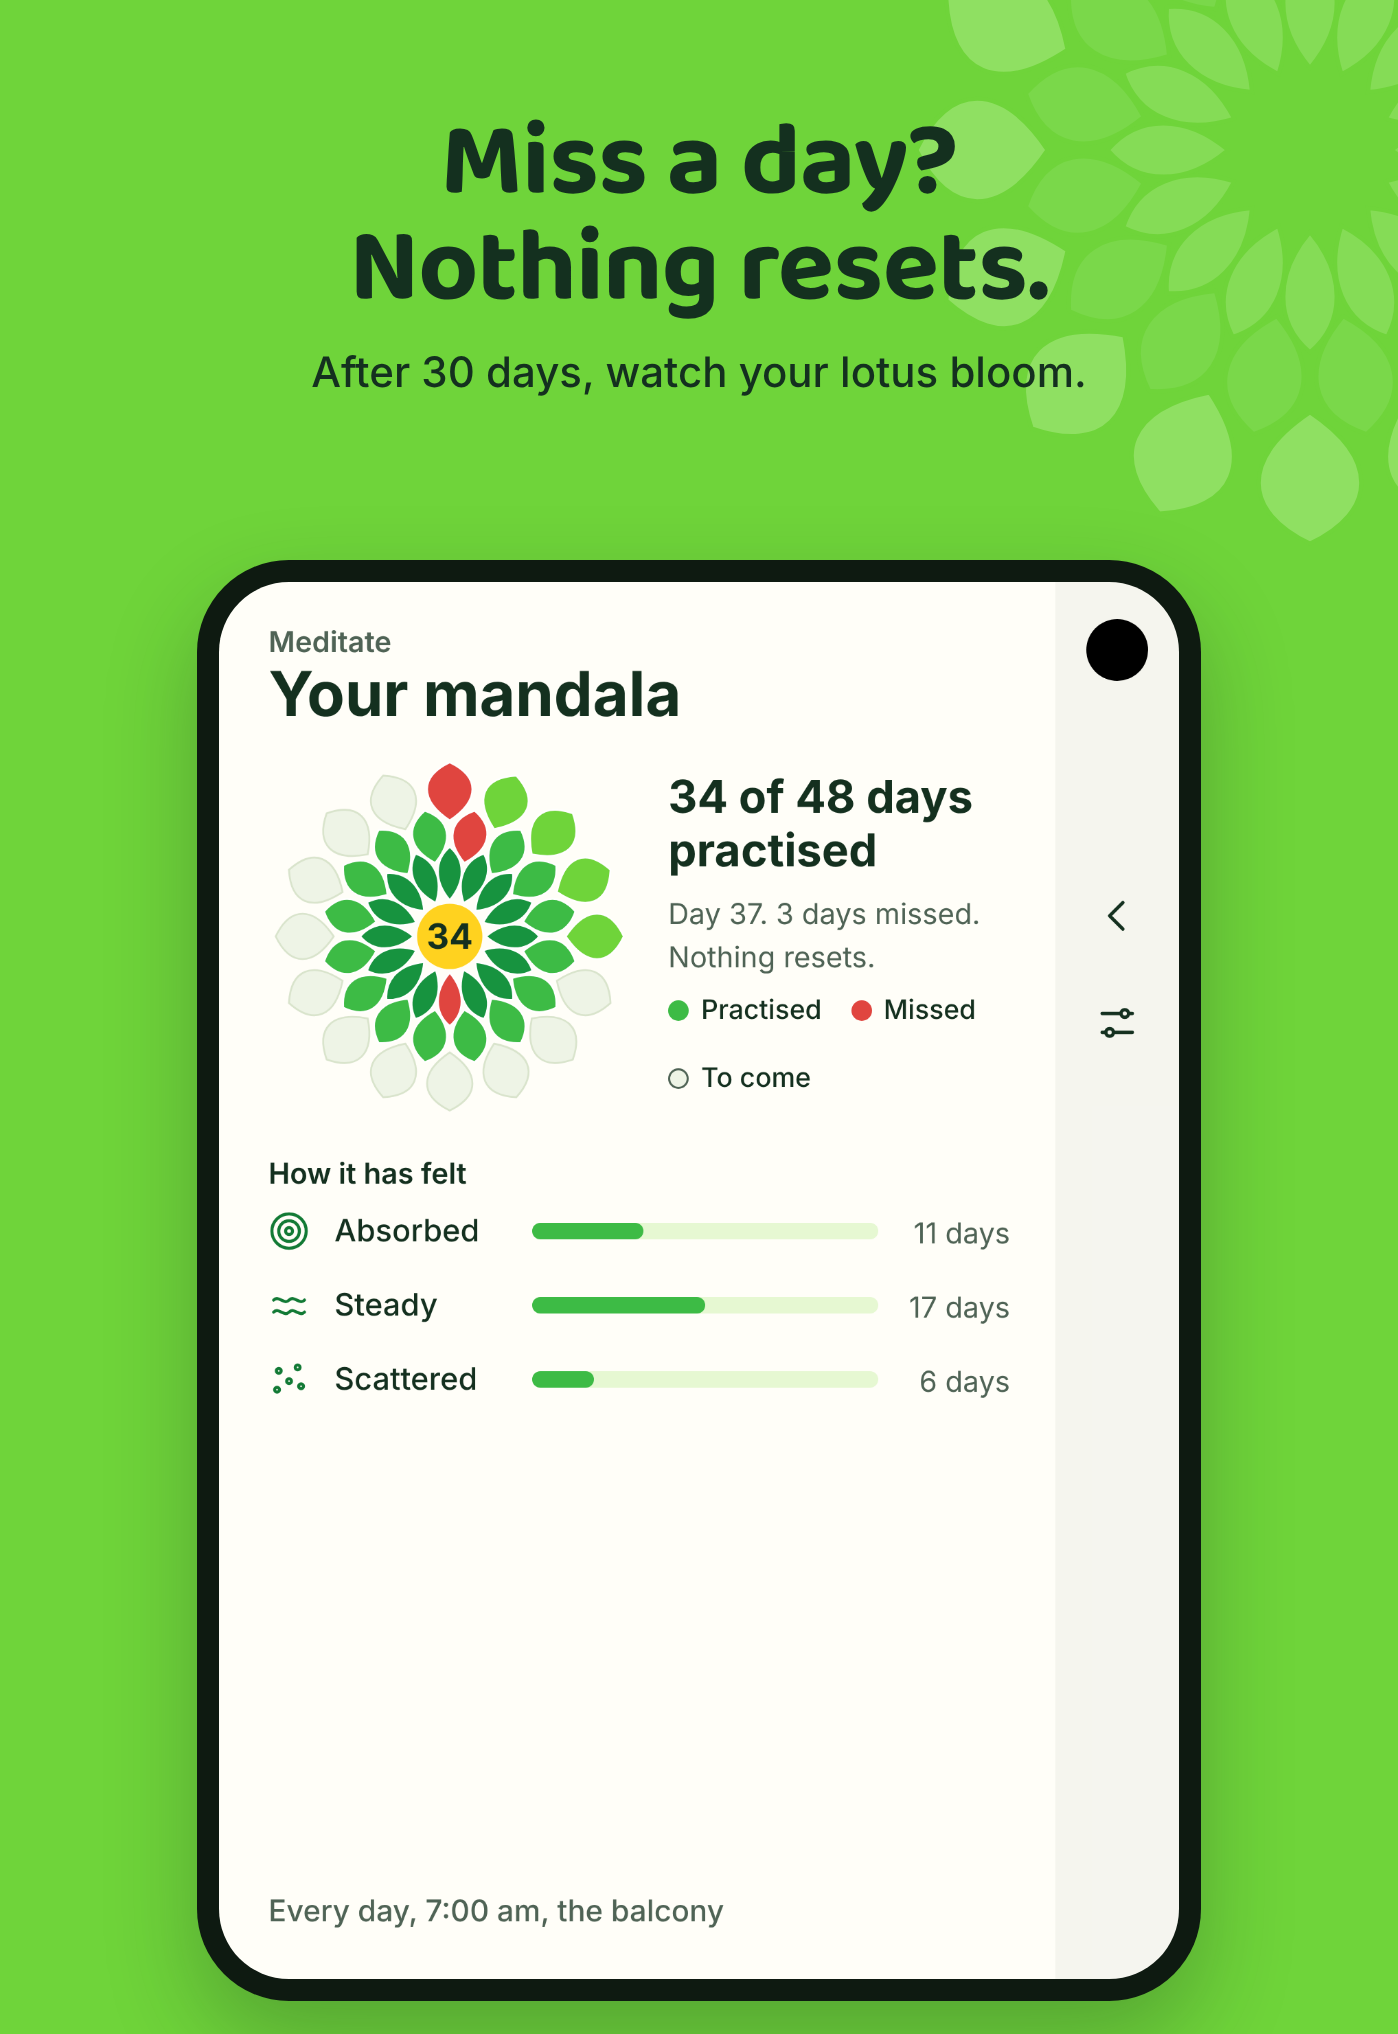 Miss a day?
Nothing resets.
After 30 days, watch your lotus bloom.
Meditate
Your mandala
34
34 of 48 days
practised
Day 37. 3 days missed.
Nothing resets.
Practised Missed
To come
How it has felt
Absorbed 11 days
Steady 17 days
Scattered 6 days
Every day, 7:00 am, the balcony